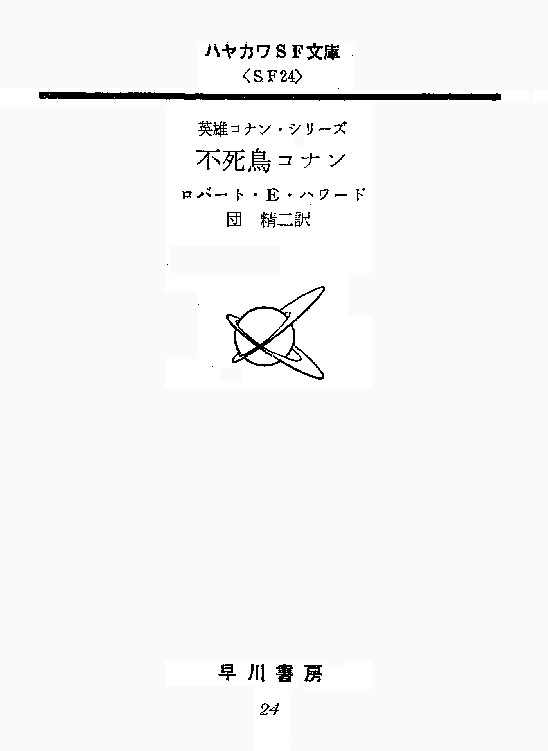 ハヤカワSF文庫
〈SF24〉
英雄コナン・シリーズ
不死鳥コナン
ロバート・E・ハワード
団　精二訳
早川書房
24